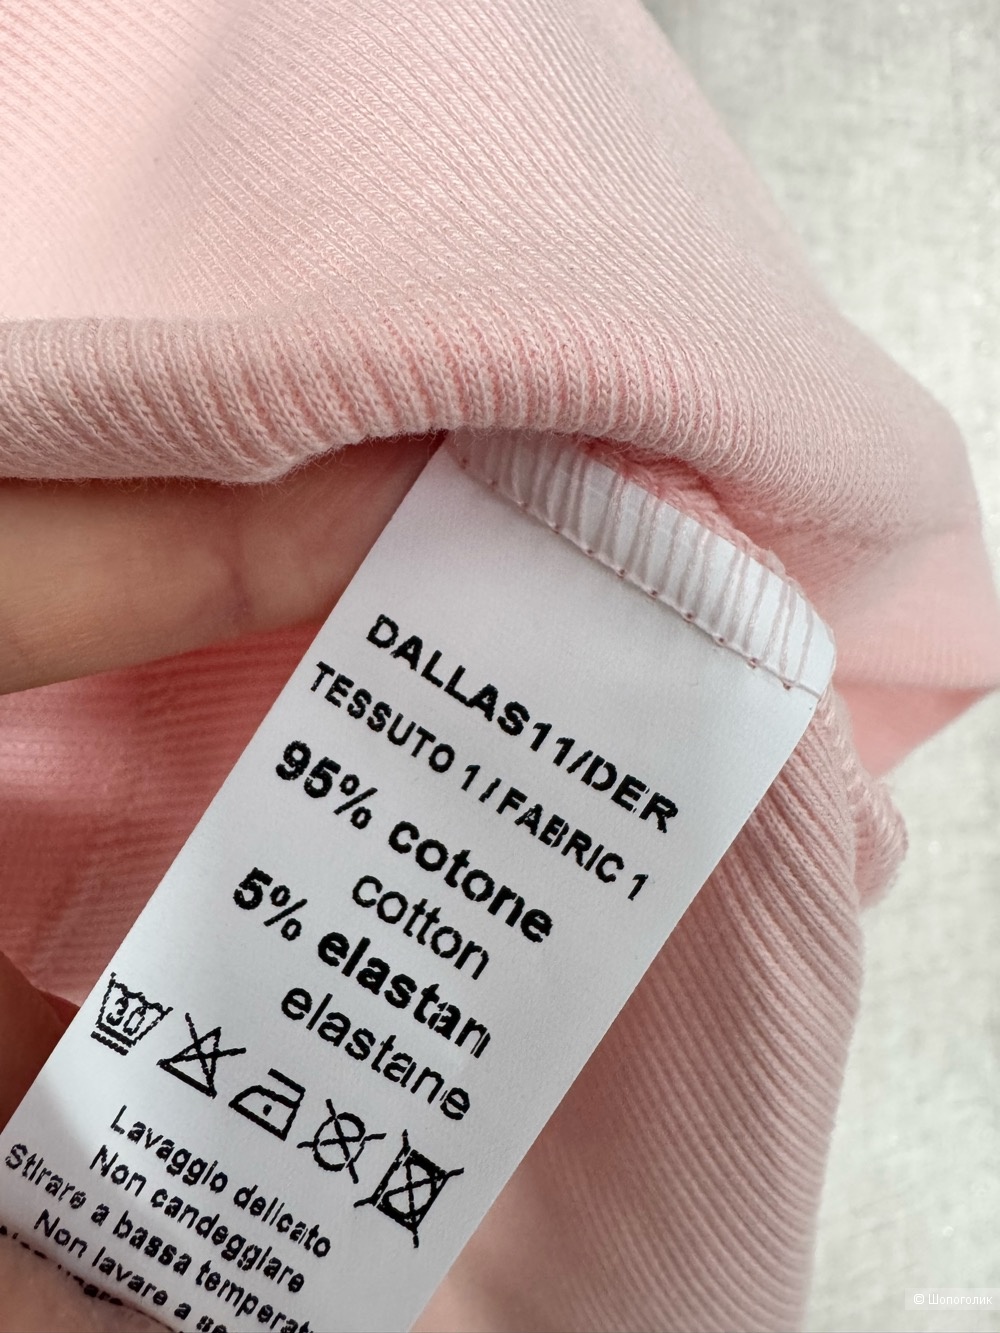 DALLAS11/DER
TESSUTO 1 / FABRIC 1
95% cotone
cotton
5% elastan
elastane
30
Lavaggio delicato
Non candeggiare
Stirare a bassa
Non lavare a
© Шопоголик